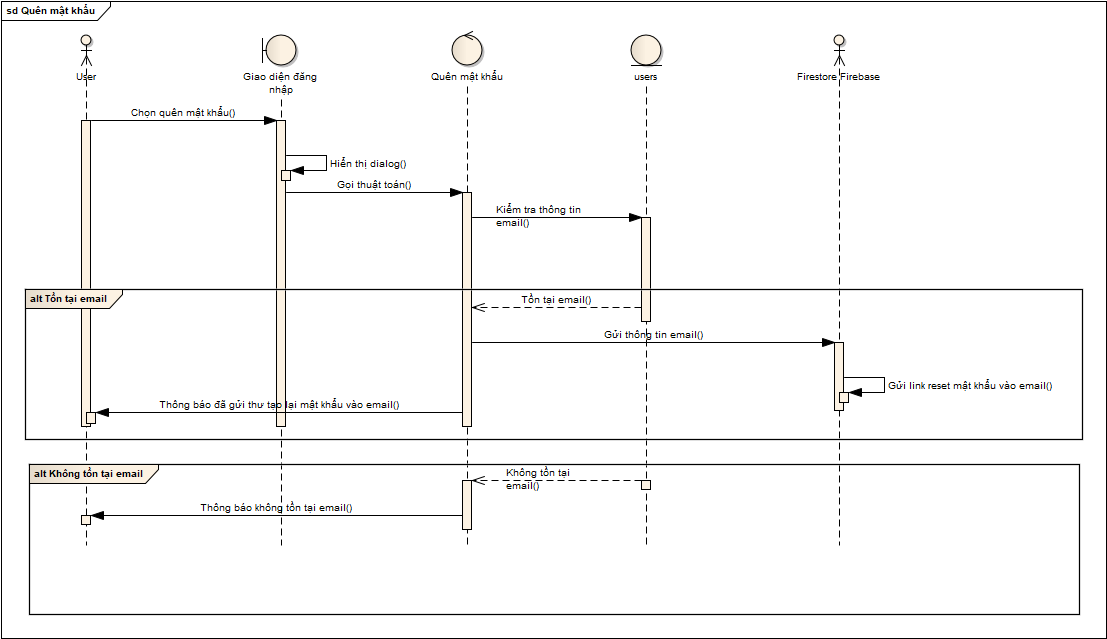 sd Quên mật khẩu
User
Giao diện đăng
nhập
Quên mật khẩu
users
Firestore Firebase
Chọn quên mật khẩu()
Hiển thị dialog()
Gọi thuật toán()
Kiểm tra thông tin
email()
alt Tồn tại email
Tồn tại email()
Gửi thông tin email()
Gửi link reset mật khẩu vào email()
Thông báo đã gửi thư tạo lại mật khẩu vào email()
alt Không tồn tại email
Không tồn tại
email()
Thông báo không tồn tại email()